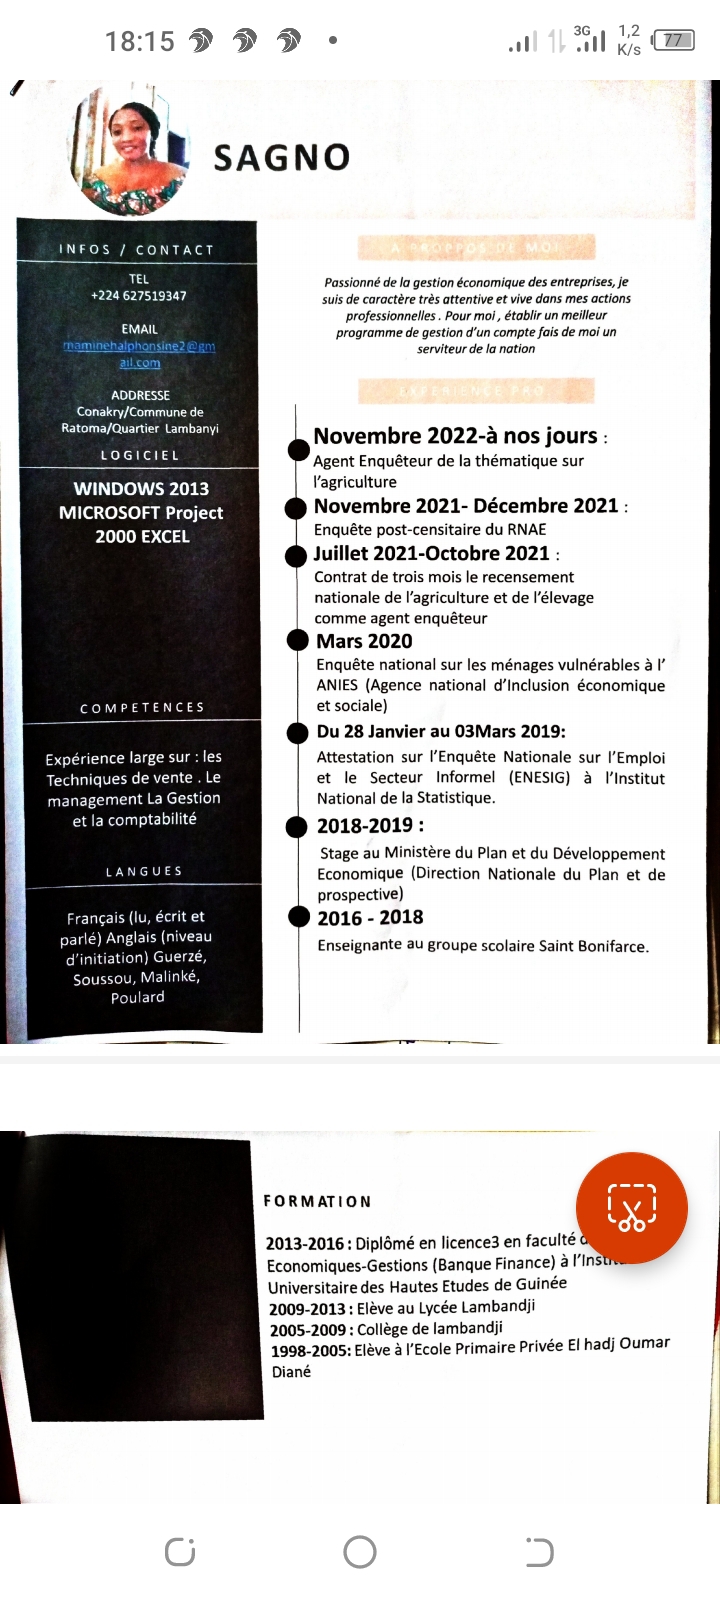 18:15
3G
1,2
K/s
77
SAGNO
INFOS / CONTACT
TEL
+224 627519347
EMAIL
maminehalphonsine2@gm
ail.com
ADDRESSE
Conakry/Commune de
Ratoma/Quartier Lambanyi
LOGICIEL
WINDOWS 2013
MICROSOFT Project
2000 EXCEL
COMPETENCES
Expérience large sur : les
Techniques de vente . Le
management La Gestion
et la comptabilité
LANGUES
Français (lu, écrit et
parlé) Anglais (niveau
d'initiation) Guerzé,
Soussou, Malinké,
Poulard
A PROPPOS DE MOI
Passionné de la gestion économique des entreprises, je
suis de caractère très attentive et vive dans mes actions
professionnelles . Pour moi , établir un meilleur
programme de gestion d'un compte fais de moi un
serviteur de la nation
EXPERIENCE PRO
Novembre 2022-à nos jours :
Agent Enquêteur de la thématique sur
l'agriculture
Novembre 2021- Décembre 2021 :
Enquête post-censitaire du RNAE
Juillet 2021-Octobre 2021 :
Contrat de trois mois le recensement
nationale de l'agriculture et de l'élevage
comme agent enquêteur
Mars 2020
Enquête national sur les ménages vulnérables à l'
ANIES (Agence national d'Inclusion économique
et sociale)
Du 28 Janvier au 03Mars 2019:
Attestation sur l'Enquête Nationale sur l'Emploi
et le Secteur Informel (ENESIG) à l'Institut
National de la Statistique.
2018-2019 :
Stage au Ministère du Plan et du Développement
Economique (Direction Nationale du Plan et de
prospective)
2016 - 2018
Enseignante au groupe scolaire Saint Bonifarce.
FORMATION
2013-2016 : Diplômé en licence3 en faculté
Economiques-Gestions (Banque Finance) à
Universitaire des Hautes Etudes de Guinée
2009-2013 : Elève au Lycée Lambandji
2005-2009 : Collège de lambandji
1998-2005: Elève à l'Ecole Primaire Privée El hadj Oumar
Diané